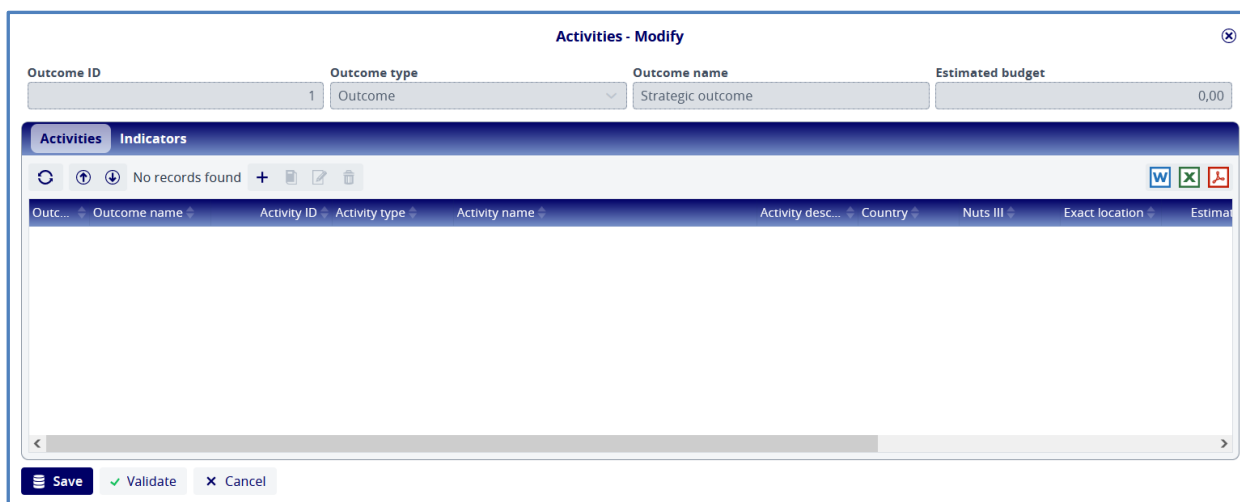 Activities - Modify
Outcome ID Outcome type Outcome name Estimated budget
1 Outcome Strategic outcome 0,00
Activities Indicators
No records found
Outc... Outcome name Activity ID Activity type Activity name Activity desc... Country Nuts III Exact location Estimat
Save Validate Cancel